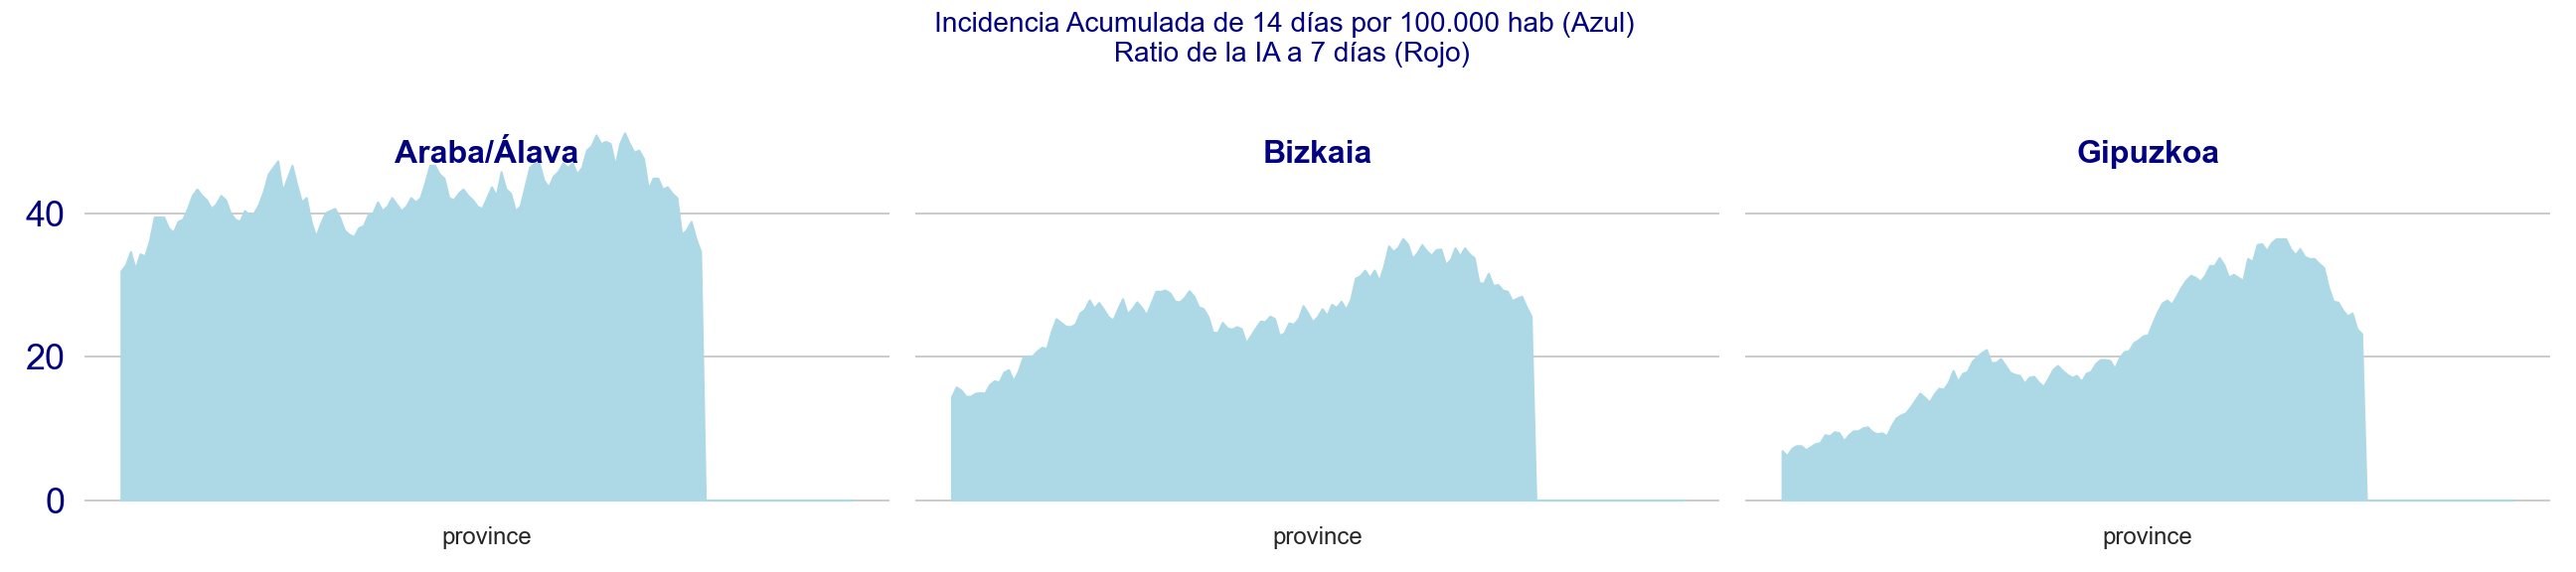 Incidencia Acumulada de 14 días por 100.000 hab (Azul)
Ratio de la IA a 7 días (Rojo)
Araba/Álava
Bizkaia
Gipuzkoa
40
20
0
province
province
province